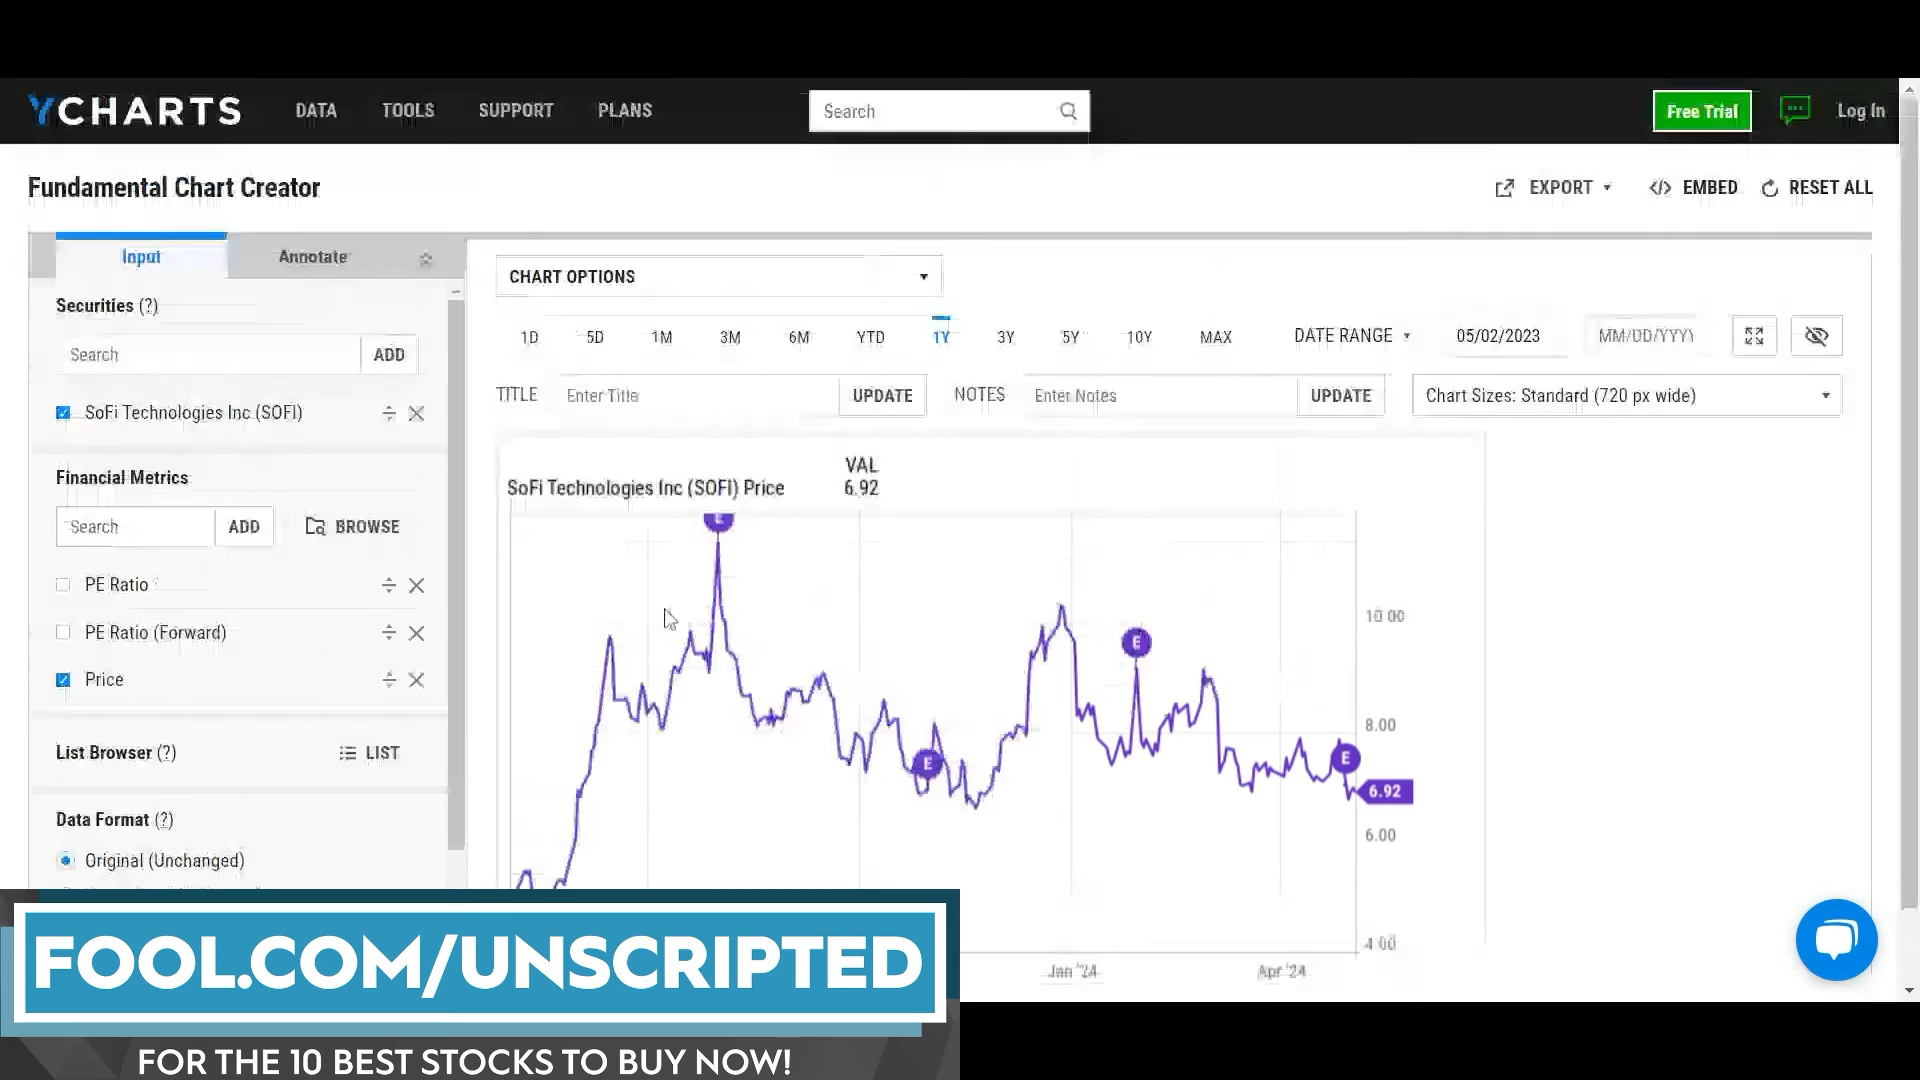 YCHARTS DATA TOOLS SUPPORT PLANS Search Free Trial Log In
Fundamental Chart Creator EXPORT EMBED RESET ALL
Input Annotate
CHART OPTIONS
Securities (?)
1D 5D 1M 3M 6M YTD 1Y 3Y 5Y 10Y MAX DATE RANGE 05/02/2023 MM/DD/YYYY
Search ADD
TITLE Enter Title UPDATE NOTES Enter Notes UPDATE Chart Sizes: Standard (720 px wide)
SoFi Technologies Inc (SOFI)
VAL
SoFi Technologies Inc (SOFI) Price 6.92
Financial Metrics
Search ADD BROWSE
PE Ratio
PE Ratio (Forward)
Price
List Browser (?) LIST
Data Format (?)
Original (Unchanged)
E
E
E
E
10.00
8.00
6.92
6.00
4.00
Jan '24 Apr '24
FOOL.COM/UNSCRIPTED
FOR THE 10 BEST STOCKS TO BUY NOW!